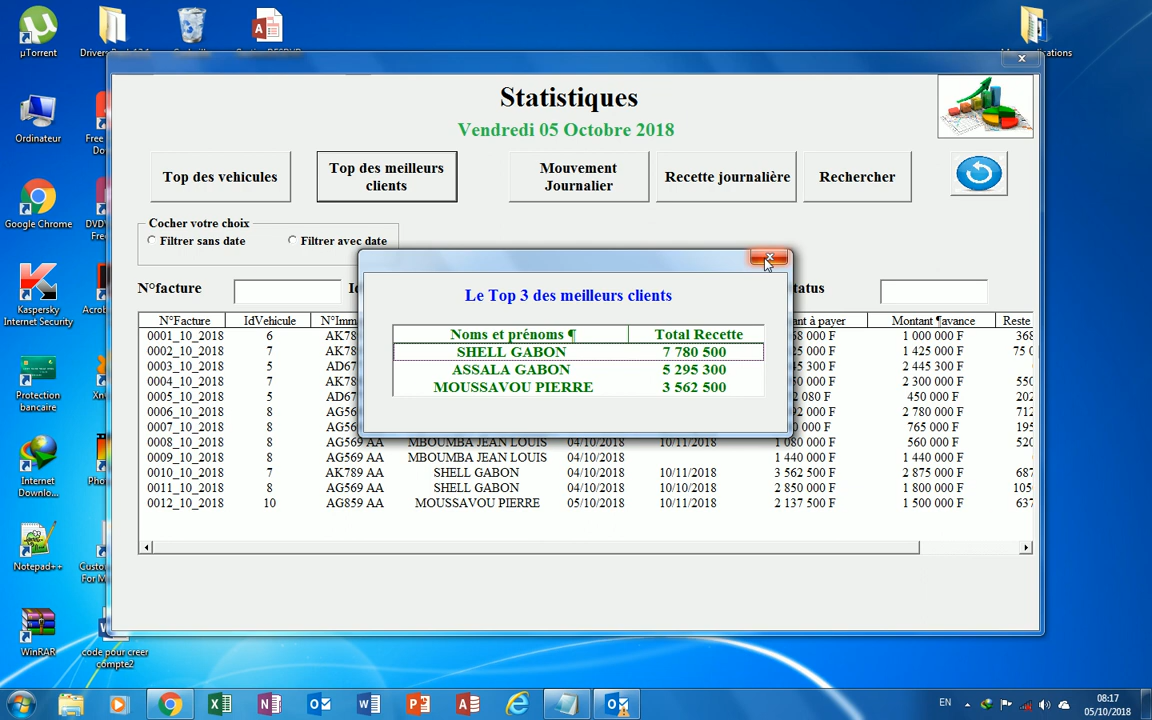 µTorrent
Ordinateur
Google Chrome
Kaspersky
Internet Security
Protection
bancaire
Internet
Downlo...
Notepad++
WinRAR
Free
code pour creer
compte2
Statistiques
Vendredi 05 Octobre 2018
Top des vehicules
Top des meilleurs
clients
Mouvement
Journalier
Recette journalière
Rechercher
Cocher votre choix
Filtrer sans date Filtrer avec date
N°facture
Le Top 3 des meilleurs clients
Noms et prénoms ¶ Total Recette
SHELL GABON 7 780 500
ASSALA GABON 5 295 300
MOUSSAVOU PIERRE 3 562 500
N°Facture IdVehicule Montant ¶avance Reste
0001_10_2018 6 1 000 000 F
0002_10_2018 7 1 425 000 F
0003_10_2018 5 2 445 300 F
0004_10_2018 7 2 300 000 F
0005_10_2018 5 450 000 F
0006_10_2018 8 2 780 000 F
0007_10_2018 8 765 000 F
0008_10_2018 8 AG569 AA MBOUMBA JEAN LOUIS 04/10/2018 10/11/2018 1 080 000 F 560 000 F
0009_10_2018 8 AG569 AA MBOUMBA JEAN LOUIS 04/10/2018 1 440 000 F 1 440 000 F
0010_10_2018 7 AK789 AA SHELL GABON 04/10/2018 10/11/2018 3 562 500 F 2 875 000 F
0011_10_2018 8 AG569 AA SHELL GABON 04/10/2018 10/10/2018 2 850 000 F 1 800 000 F
0012_10_2018 10 AG859 AA MOUSSAVOU PIERRE 05/10/2018 10/11/2018 2 137 500 F 1 500 000 F
EN
08:17
05/10/2018